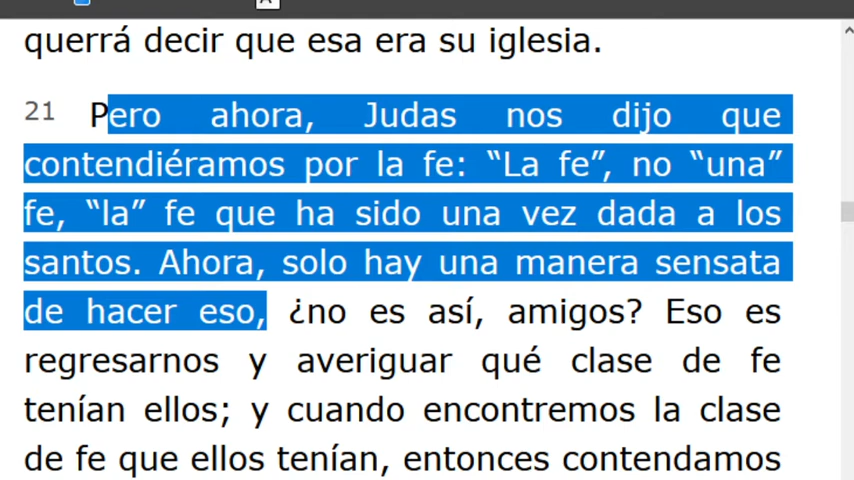 querrá decir que esa era su iglesia.
21 Pero ahora, Judas nos dijo que
contendiéramos por la fe: “La fe”, no “una”
fe, “la” fe que ha sido una vez dada a los
santos. Ahora, solo hay una manera sensata
de hacer eso, ¿no es así, amigos? Eso es
regresarnos y averiguar qué clase de fe
tenían ellos; y cuando encontremos la clase
de fe que ellos tenían, entonces contendamos